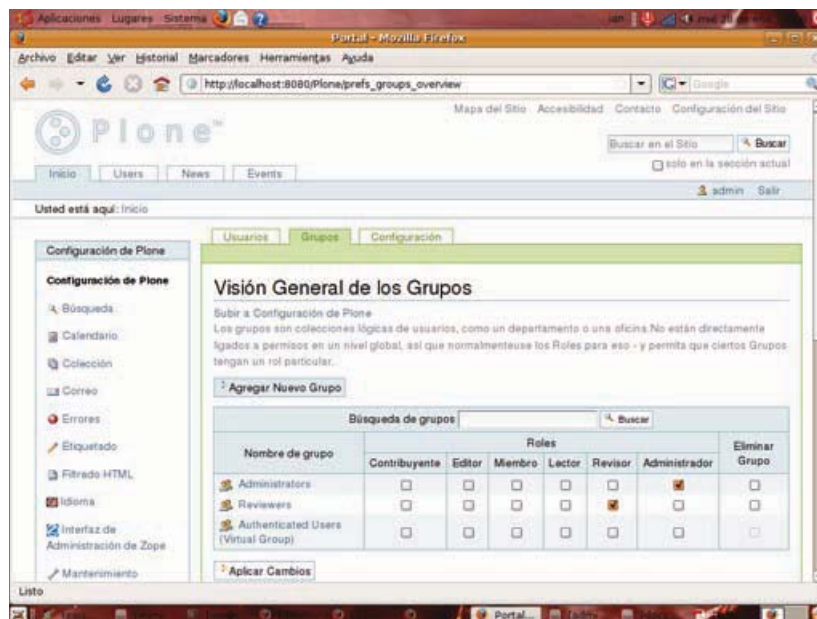 Aplicaciones Lugares Sistema
Portal - Mozilla Firefox
Archivo Editar Ver Historial Marcadores Herramientas Ayuda
http://localhost:8080/Plone/prefs_groups_overview
Google
Mapa del Sitio Accesibilidad Contacto Configuración del Sitio
Plone
Buscar en el Sitio Buscar
solo en la sección actual
Inicio Users News Events
admin Salir
Usted está aquí: Inicio
Usuarios Grupos Configuración
Configuración de Plone
Configuración de Plone
Búsqueda
Calendario
Colección
Correo
Errores
Etiquetado
Filtrado HTML
Idioma
Interfaz de
Administración de Zope
Mantenimiento
Visión General de los Grupos
Subir a Configuración de Plone
Los grupos son colecciones lógicas de usuarios, como un departamento o una oficina.No están directamente
ligados a permisos en un nivel global, así que normalmenteuse los Roles para eso - y permita que ciertos Grupos
tengan un rol particular.
Agregar Nuevo Grupo
Búsqueda de grupos Buscar
Nombre de grupo Roles Eliminar Grupo
Contribuyente Editor Miembro Lector Revisor Administrador
Administrators
Reviewers
Authenticated Users
(Virtual Group)
Aplicar Cambios
Listo
Portal...